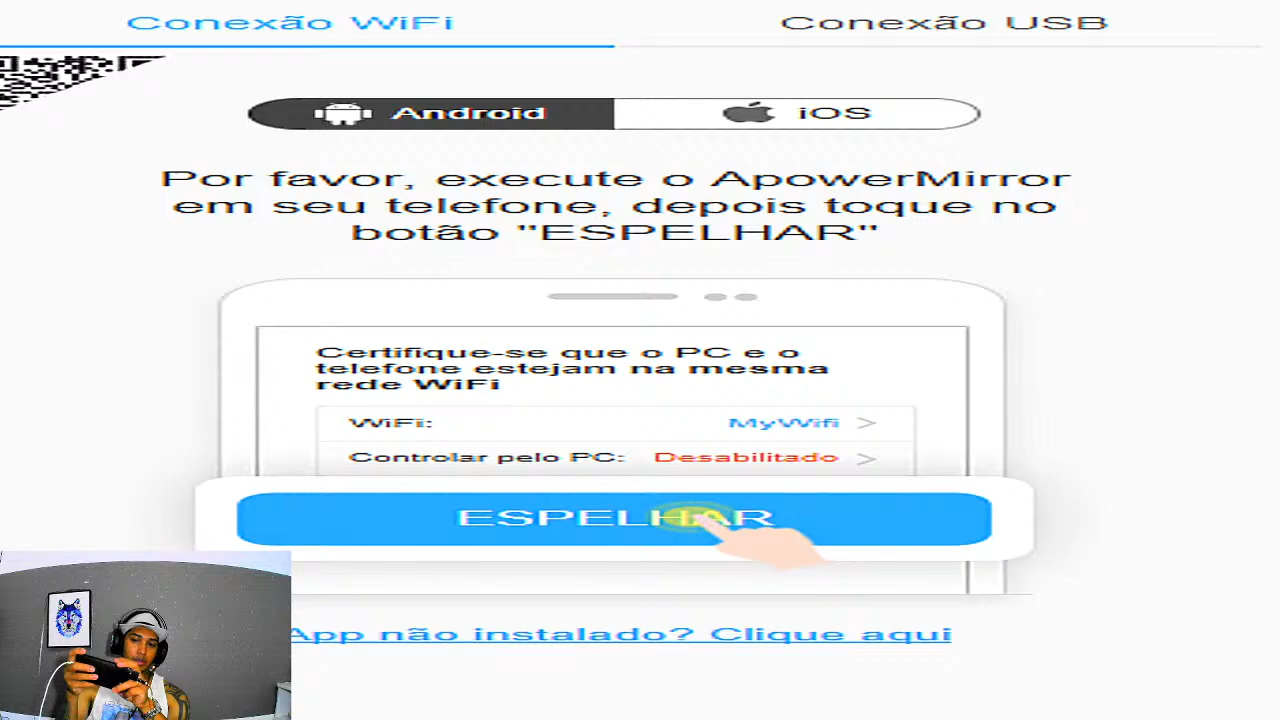 Conexão WiFi
Conexão USB
Android
iOS
Por favor, execute o ApowerMirror
em seu telefone, depois toque no
botão "ESPELHAR"
Certifique-se que o PC e o
telefone estejam na mesma
rede WiFi
WiFi: MyWifi >
Controlar pelo PC: Desabilitado >
ESPELHAR
App não instalado? Clique aqui